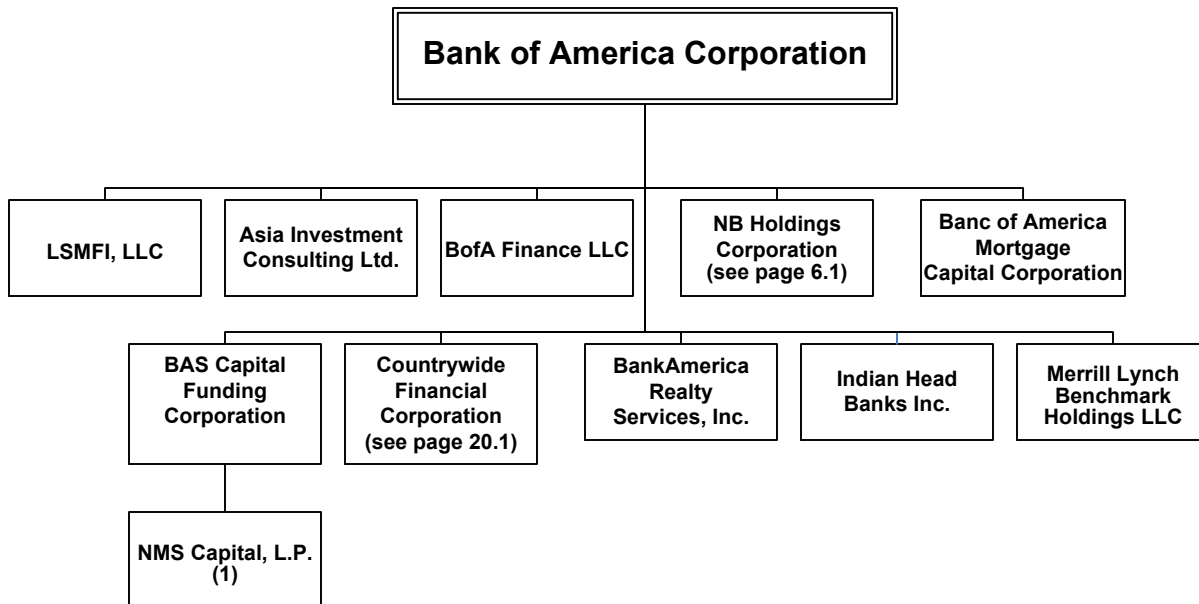 Bank of America Corporation
LSMFI, LLC
Asia Investment
Consulting Ltd.
BofA Finance LLC
NB Holdings
Corporation
(see page 6.1)
Banc of America
Mortgage
Capital Corporation
BAS Capital
Funding
Corporation
Countrywide
Financial
Corporation
(see page 20.1)
BankAmerica
Realty
Services, Inc.
Indian Head
Banks Inc.
Merrill Lynch
Benchmark
Holdings LLC
NMS Capital, L.P.
(1)